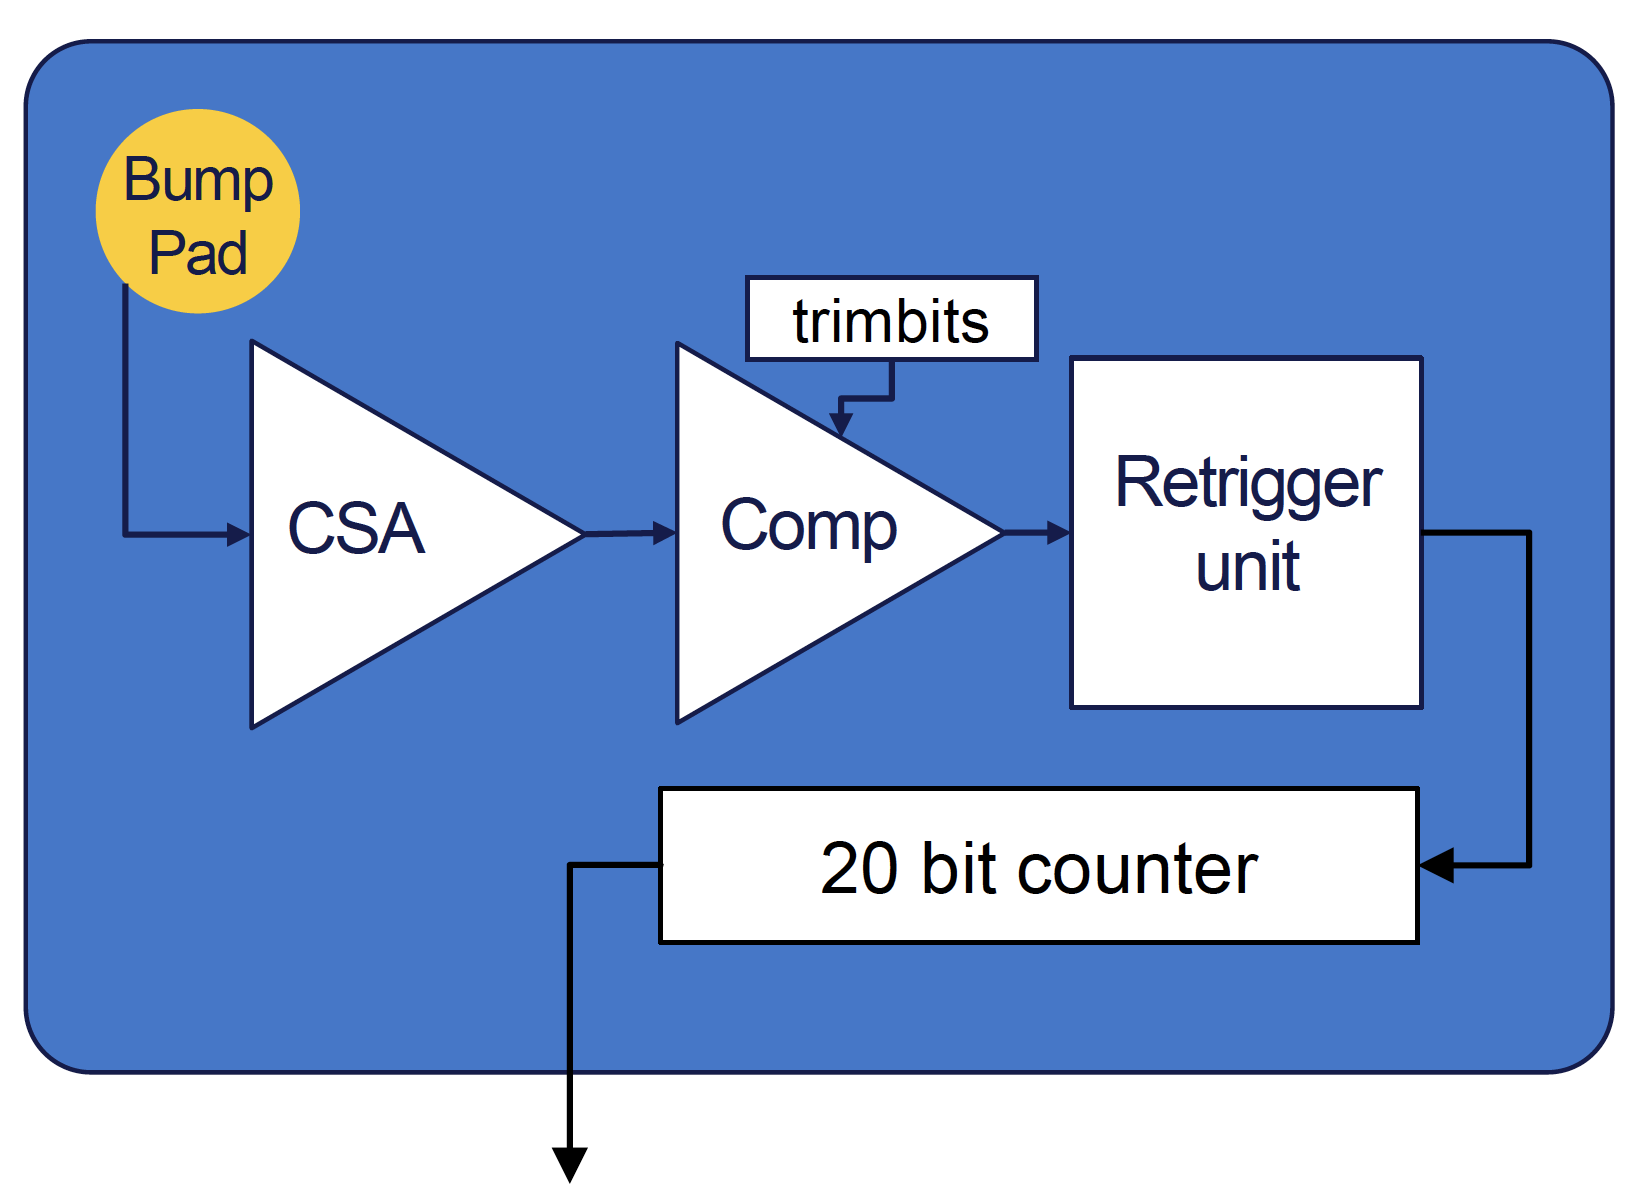 Bump
Pad
trimbits
CSA
Comp
Retrigger
unit
20 bit counter